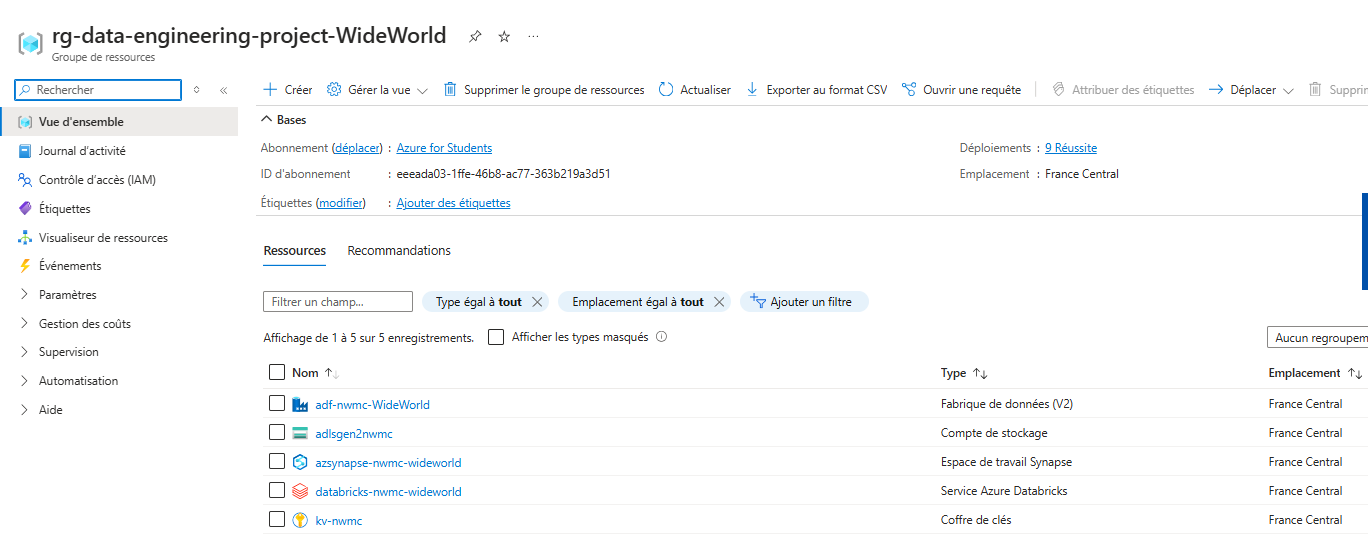 rg-data-engineering-project-WideWorld
Groupe de ressources
Rechercher
Créer Gérer la vue Supprimer le groupe de ressources Actualiser Exporter au format CSV Ouvrir une requête Attribuer des étiquettes Déplacer Supprim
Vue d'ensemble
Journal d'activité
Contrôle d'accès (IAM)
Étiquettes
Visualiseur de ressources
Événements
Paramètres
Gestion des coûts
Supervision
Automatisation
Aide
Bases
Abonnement (déplacer) : Azure for Students
ID d'abonnement : eeeada03-1ffe-46b8-ac77-363b219a3d51
Étiquettes (modifier) : Ajouter des étiquettes
Déploiements : 9 Réussite
Emplacement : France Central
Ressources Recommandations
Filtrer un champ... Type égal à tout Emplacement égal à tout Ajouter un filtre
Affichage de 1 à 5 sur 5 enregistrements. Afficher les types masqués
Aucun regroupem
Nom Type Emplacement
adf-nwmc-WideWorld Fabrique de données (V2) France Central
adlsgen2nwmc Compte de stockage France Central
azsynapse-nwmc-wideworld Espace de travail Synapse France Central
databricks-nwmc-wideworld Service Azure Databricks France Central
kv-nwmc Coffre de clés France Central